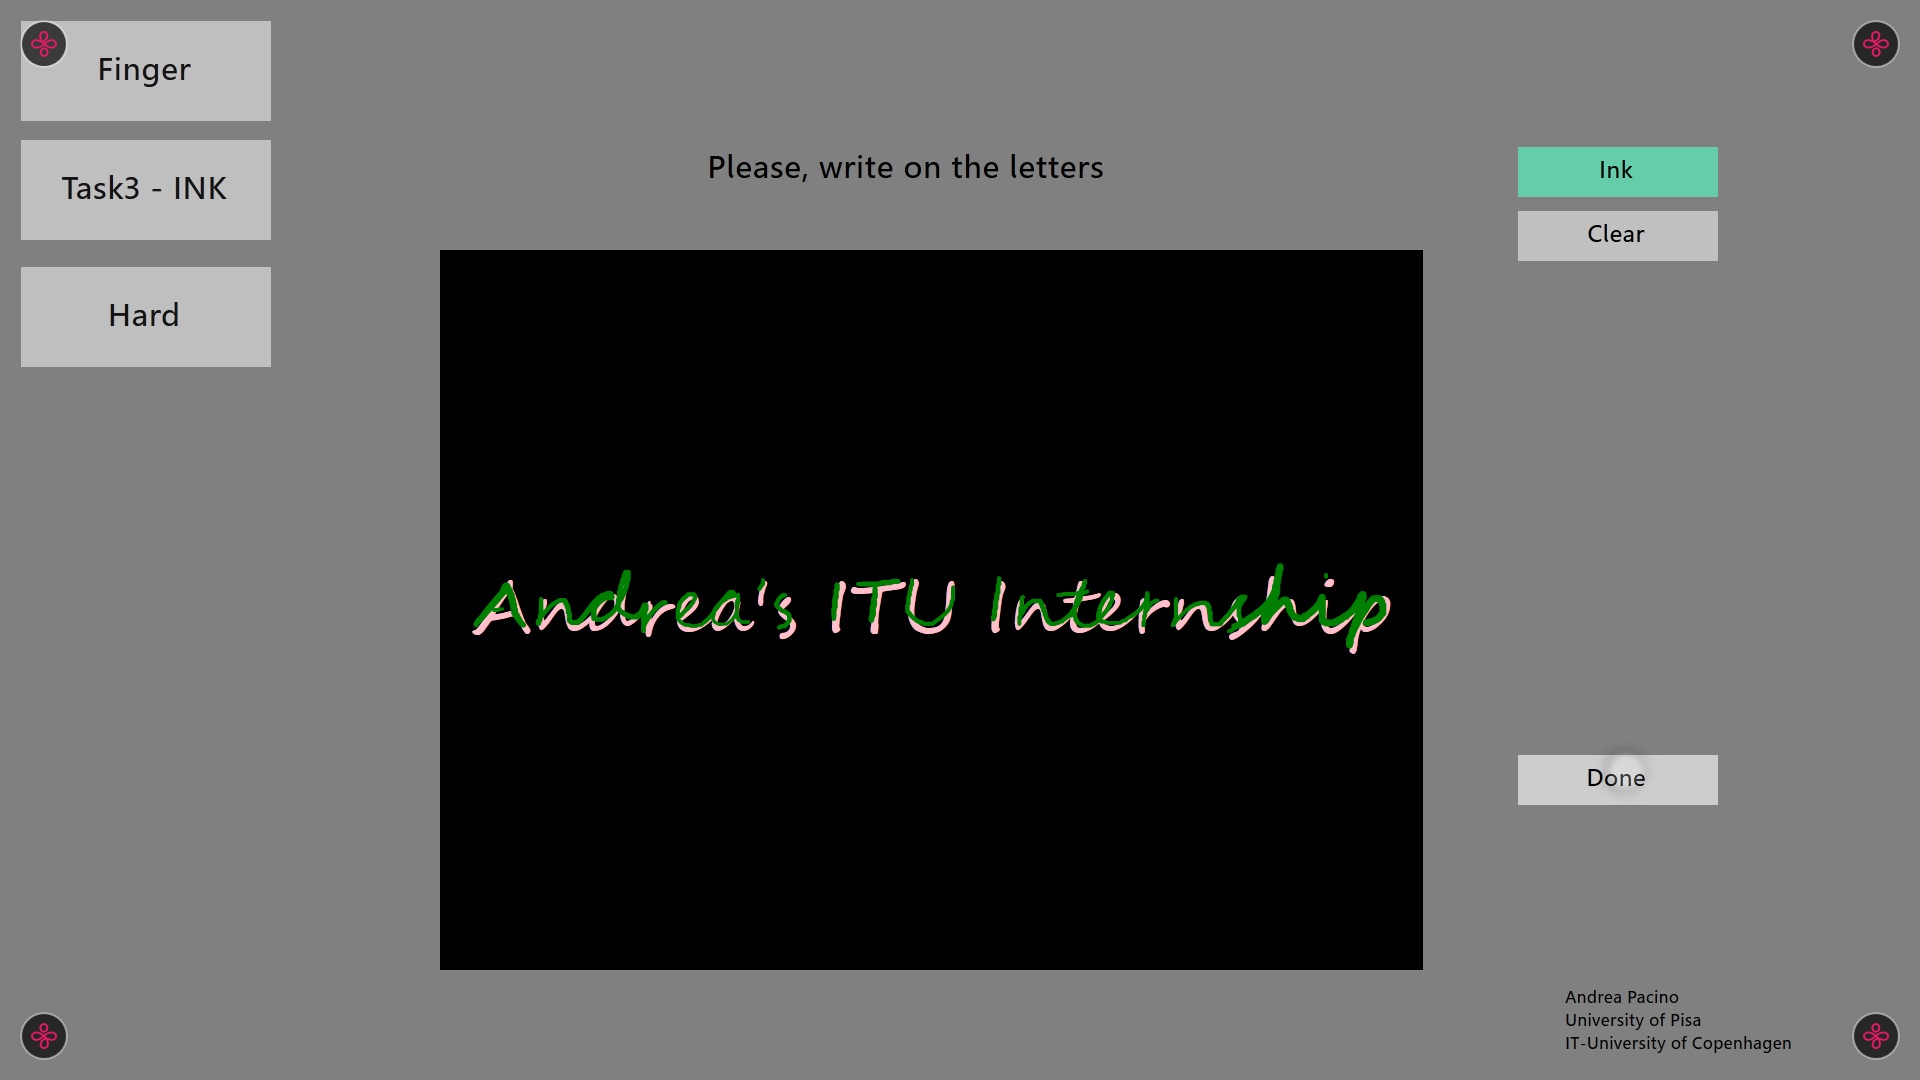 Finger
Task3 - INK
Hard
Please, write on the letters
Ink
Clear
Andrea's ITU Internship
Done
Andrea Pacino
University of Pisa
IT-University of Copenhagen